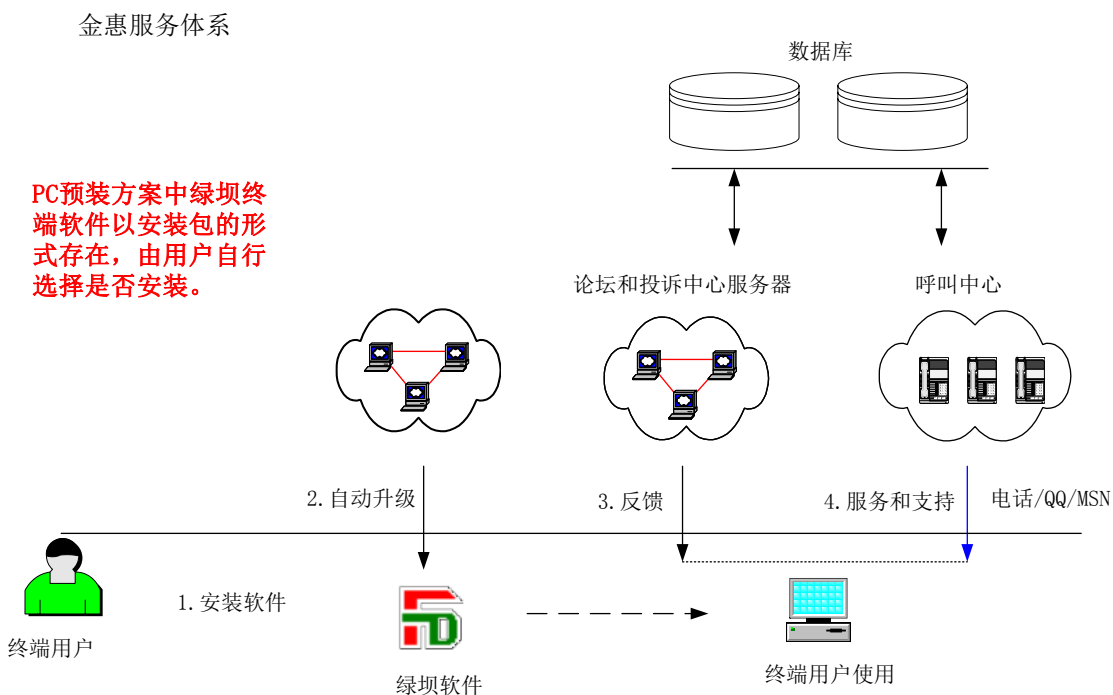 金惠服务体系
数据库
PC预装方案中绿坝终
端软件以安装包的形
式存在，由用户自行
选择是否安装。
论坛和投诉中心服务器
呼叫中心
2.自动升级
3.反馈
4.服务和支持
电话/QQ/MSN
1.安装软件
终端用户
绿坝软件
终端用户使用